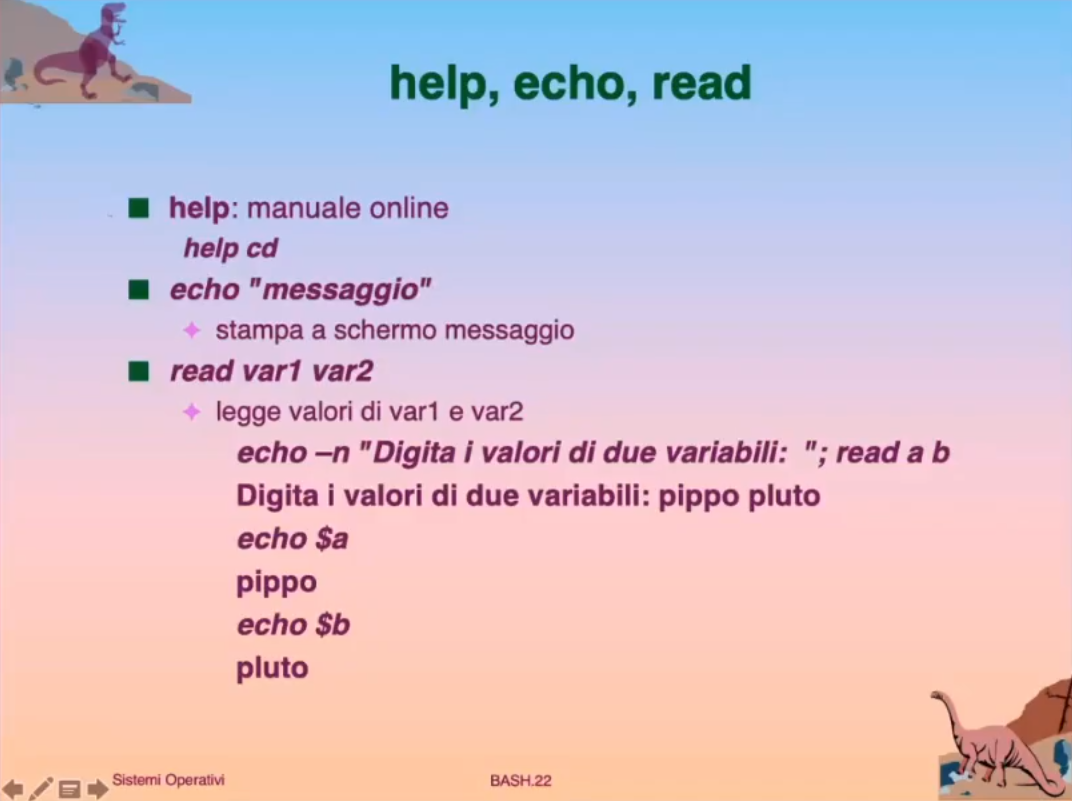 help, echo, read
help: manuale online
help cd
echo "messaggio"
stampa a schermo messaggio
read var1 var2
legge valori di var1 e var2
echo –n "Digita i valori di due variabili:  "; read a b
Digita i valori di due variabili: pippo pluto
echo $a
pippo
echo $b
pluto
Sistemi Operativi
BASH.22